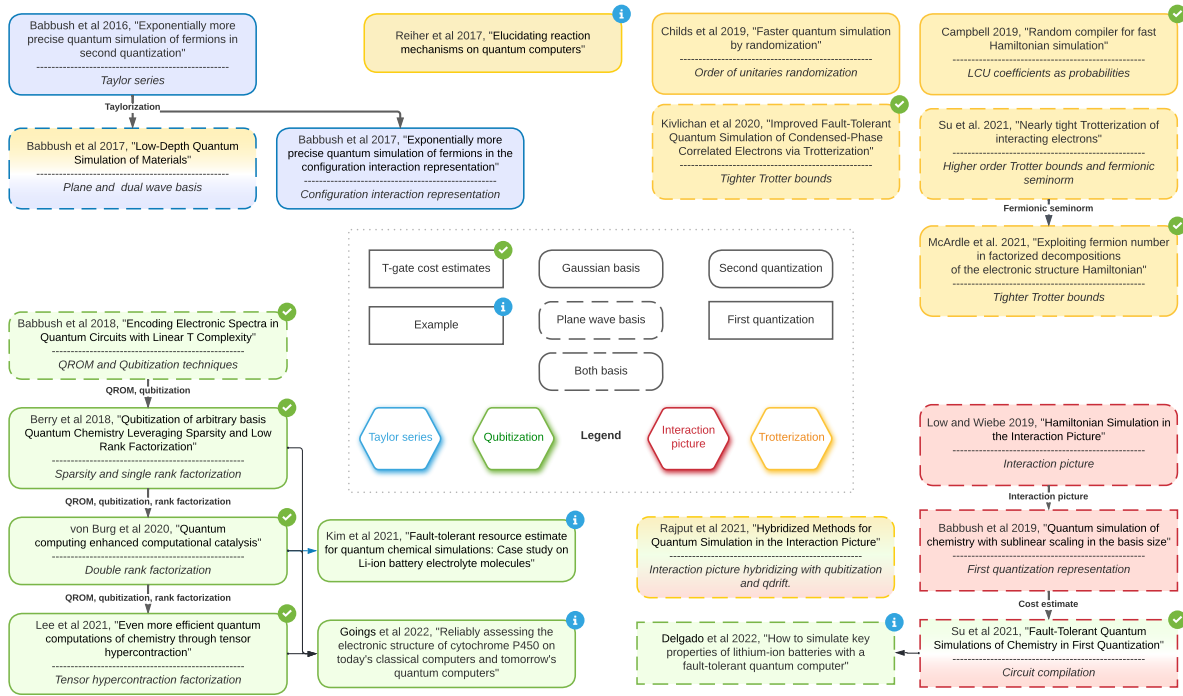 Babbush et al 2016, "Exponentially more
precise quantum simulation of fermions in
second quantization"
--------------------------------------------------
Taylor series
Taylorization
Babbush et al 2017, "Low-Depth Quantum
Simulation of Materials"
--------------------------------------------------
Plane and dual wave basis
Babbush et al 2017, "Exponentially more
precise quantum simulation of fermions in the
configuration interaction representation"
--------------------------------------------------
Configuration interaction representation
Reiher et al 2017, "Elucidating reaction
mechanisms on quantum computers"
Childs et al 2019, "Faster quantum simulation
by randomization"
--------------------------------------------------
Order of unitaries randomization
Campbell 2019, "Random compiler for fast
Hamiltonian simulation"
--------------------------------------------------
LCU coefficients as probabilities
Kivlichan et al 2020, "Improved Fault-Tolerant
Quantum Simulation of Condensed-Phase
Correlated Electrons via Trotterization"
--------------------------------------------------
Tighter Trotter bounds
Su et al. 2021, "Nearly tight Trotterization of
interacting electrons"
--------------------------------------------------
Higher order Trotter bounds and fermionic
seminorm
Fermionic seminorm
McArdle et al. 2021, "Exploiting fermion number
in factorized decompositions
of the electronic structure Hamiltonian"
--------------------------------------------------
Tighter Trotter bounds
T-gate cost estimates
Gaussian basis
Second quantization
Example
Plane wave basis
First quantization
Both basis
Taylor series
Qubitization
Legend
Interaction
picture
Trotterization
Babbush et al 2018, "Encoding Electronic Spectra in
Quantum Circuits with Linear T Complexity"
--------------------------------------------------
QROM and Qubitization techniques
QROM, qubitization
Berry et al 2018, "Qubitization of arbitrary basis
Quantum Chemistry Leveraging Sparsity and Low
Rank Factorization"
--------------------------------------------------
Sparsity and single rank factorization
QROM, qubitization, rank factorization
von Burg et al 2020, "Quantum
computing enhanced computational catalysis"
--------------------------------------------------
Double rank factorization
QROM, qubitization, rank factorization
Lee et al 2021, "Even more efficient quantum
computations of chemistry through tensor
hypercontraction"
--------------------------------------------------
Tensor hypercontraction factorization
Kim et al 2021, "Fault-tolerant resource estimate
for quantum chemical simulations: Case study on
Li-ion battery electrolyte molecules"
Goings et al 2022, "Reliably assessing the
electronic structure of cytochrome P450 on
today's classical computers and tomorrow's
quantum computers"
Rajput et al 2021, "Hybridized Methods for
Quantum Simulation in the Interaction Picture"
--------------------------------------------------
Interaction picture hybridizing with qubitization
and qdrift.
Delgado et al 2022, "How to simulate key
properties of lithium-ion batteries with a
fault-tolerant quantum computer"
Low and Wiebe 2019, "Hamiltonian Simulation in
the Interaction Picture"
--------------------------------------------------
Interaction picture
Interaction picture
Babbush et al 2019, "Quantum simulation of
chemistry with sublinear scaling in the basis size"
--------------------------------------------------
First quantization representation
Cost estimate
Su et al 2021, "Fault-Tolerant Quantum
Simulations of Chemistry in First Quantization"
--------------------------------------------------
Circuit compilation